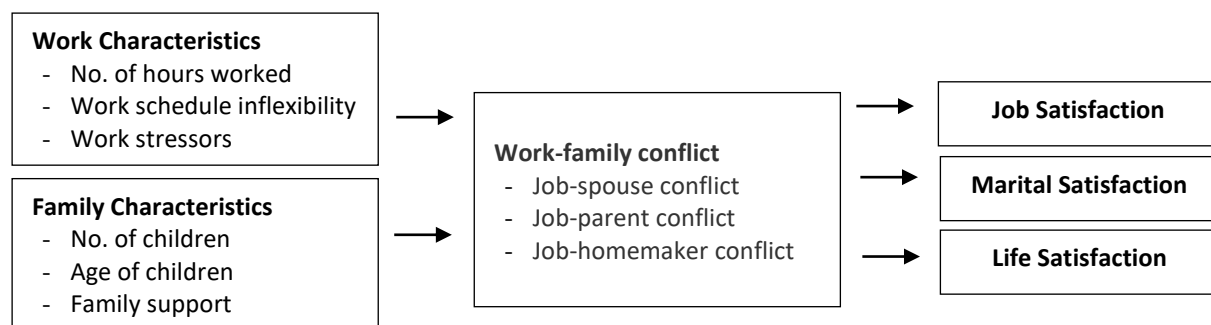 Work Characteristics
- No. of hours worked
- Work schedule inflexibility
- Work stressors
Family Characteristics
- No. of children
- Age of children
- Family support
Work-family conflict
- Job-spouse conflict
- Job-parent conflict
- Job-homemaker conflict
Job Satisfaction
Marital Satisfaction
Life Satisfaction